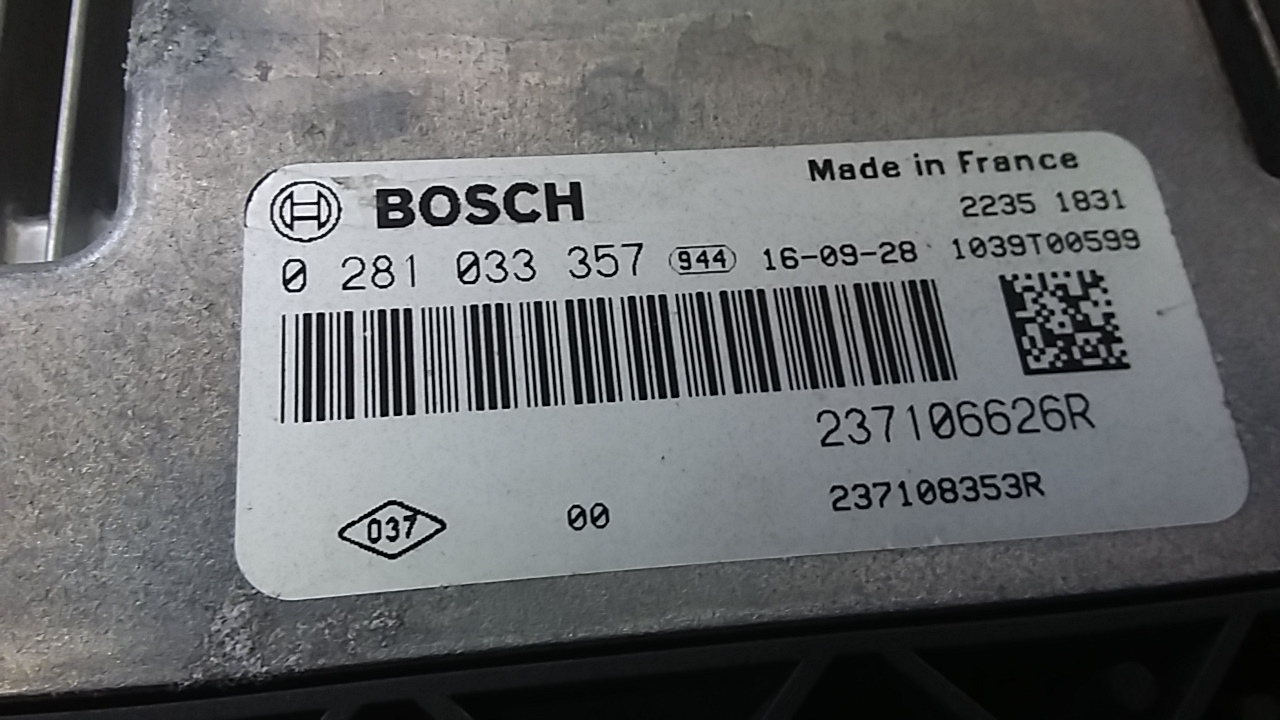 Made in France
BOSCH
2235 1831
0 281 033 357 944 16-09-28 1039T00599
237106626R
037 00 237108353R